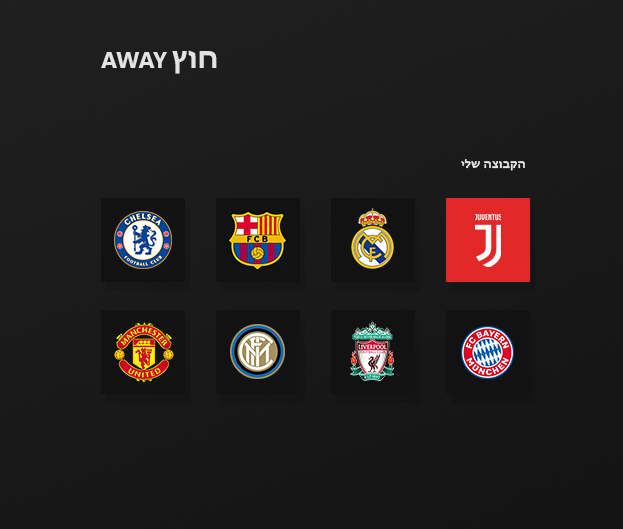 AWAY חוץ
הקבוצה שלי
JUVENTUS
CHELSEA
FOOTBALL CLUB
FCB
MANCHESTER
UNITED
LIVERPOOL
FC BAYERN
MÜNCHEN